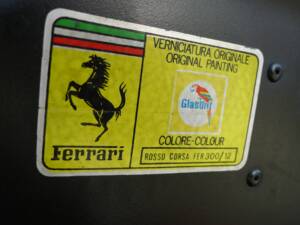 VERNICIATURA ORIGINALE
ORIGINAL PAINTING
Glasurit
COLORE-COLOUR
Ferrari
ROSSO CORSA FER.300/12